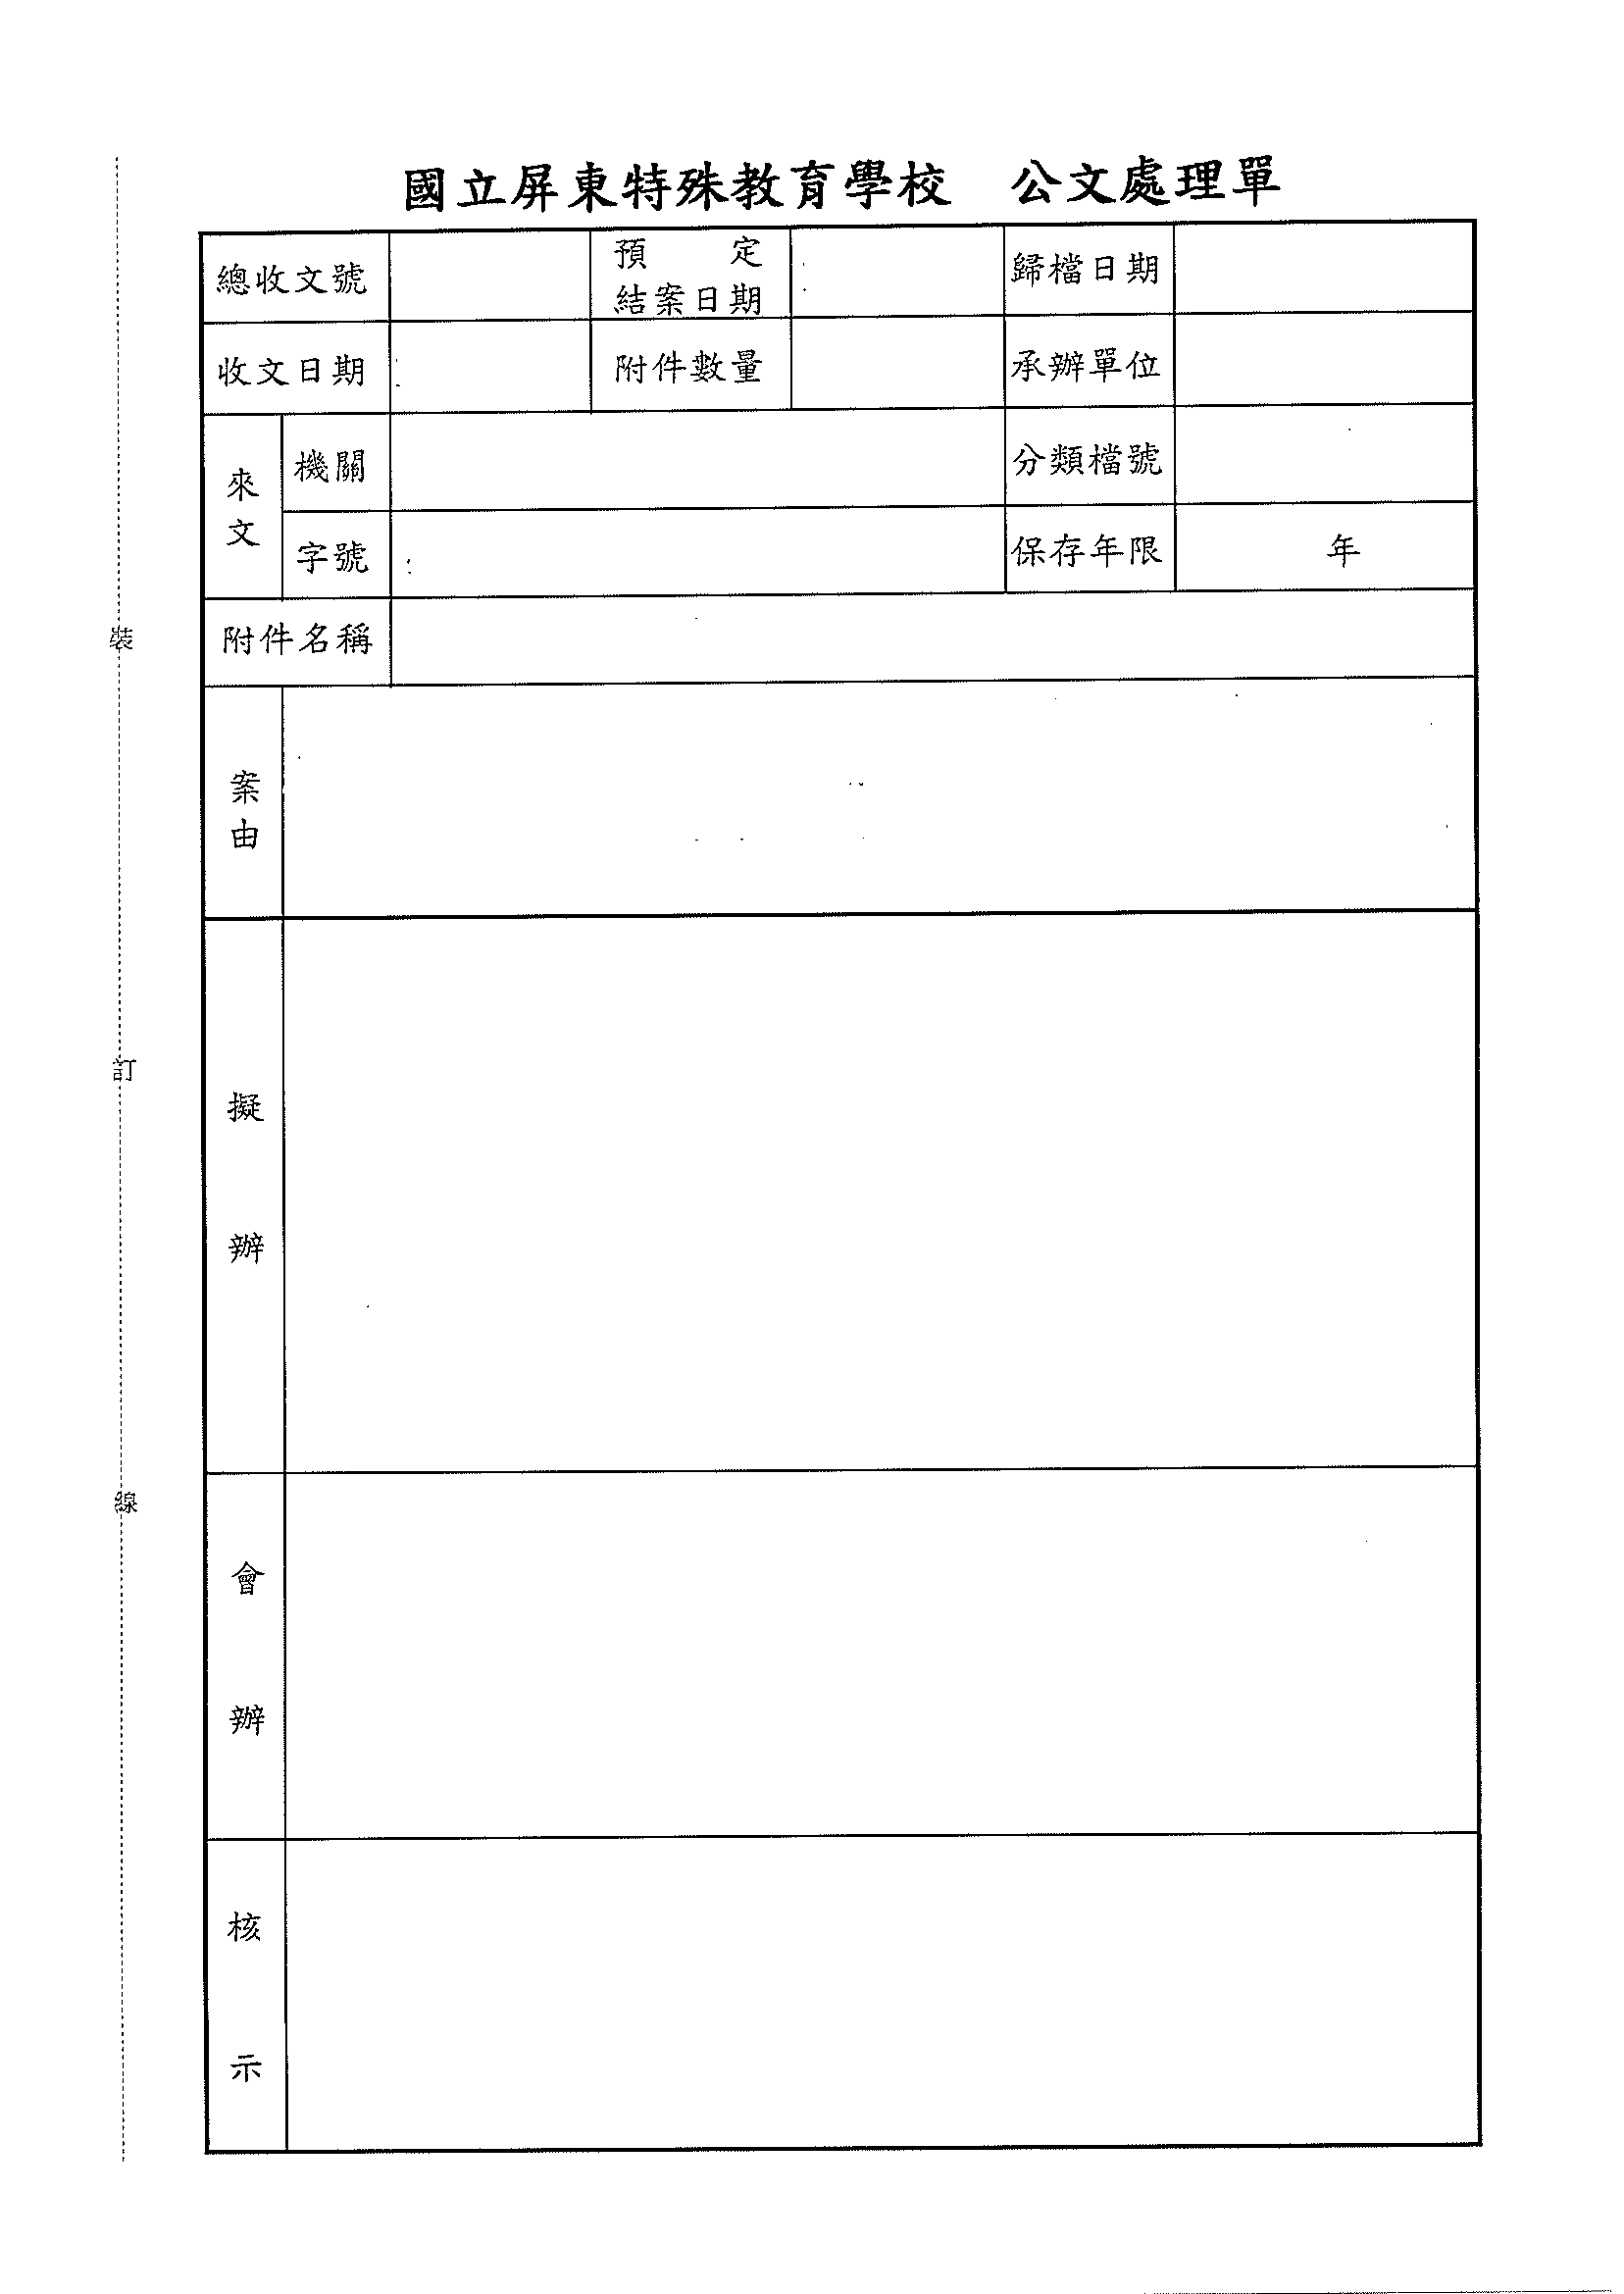 國立屏東特殊教育學校 公文處理單
總收文號
預 定
結案日期
歸檔日期
收文日期
附件數量
承辦單位
來文
機關
分類檔號
字號
保存年限
年
附件名稱
案由
擬辦
會辦
核示
裝
訂
線